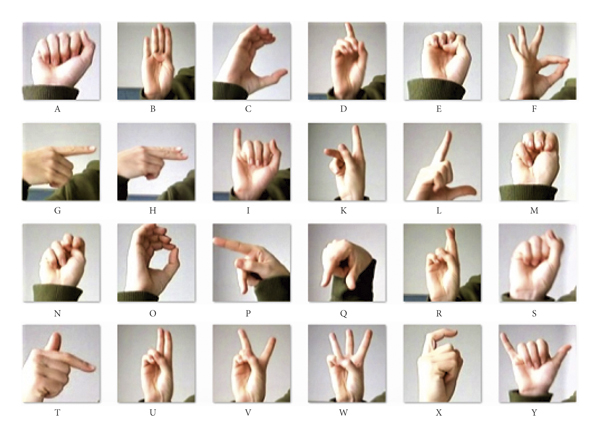 A B C D E F
G H I K L M
N O P Q R S
T U V W X Y